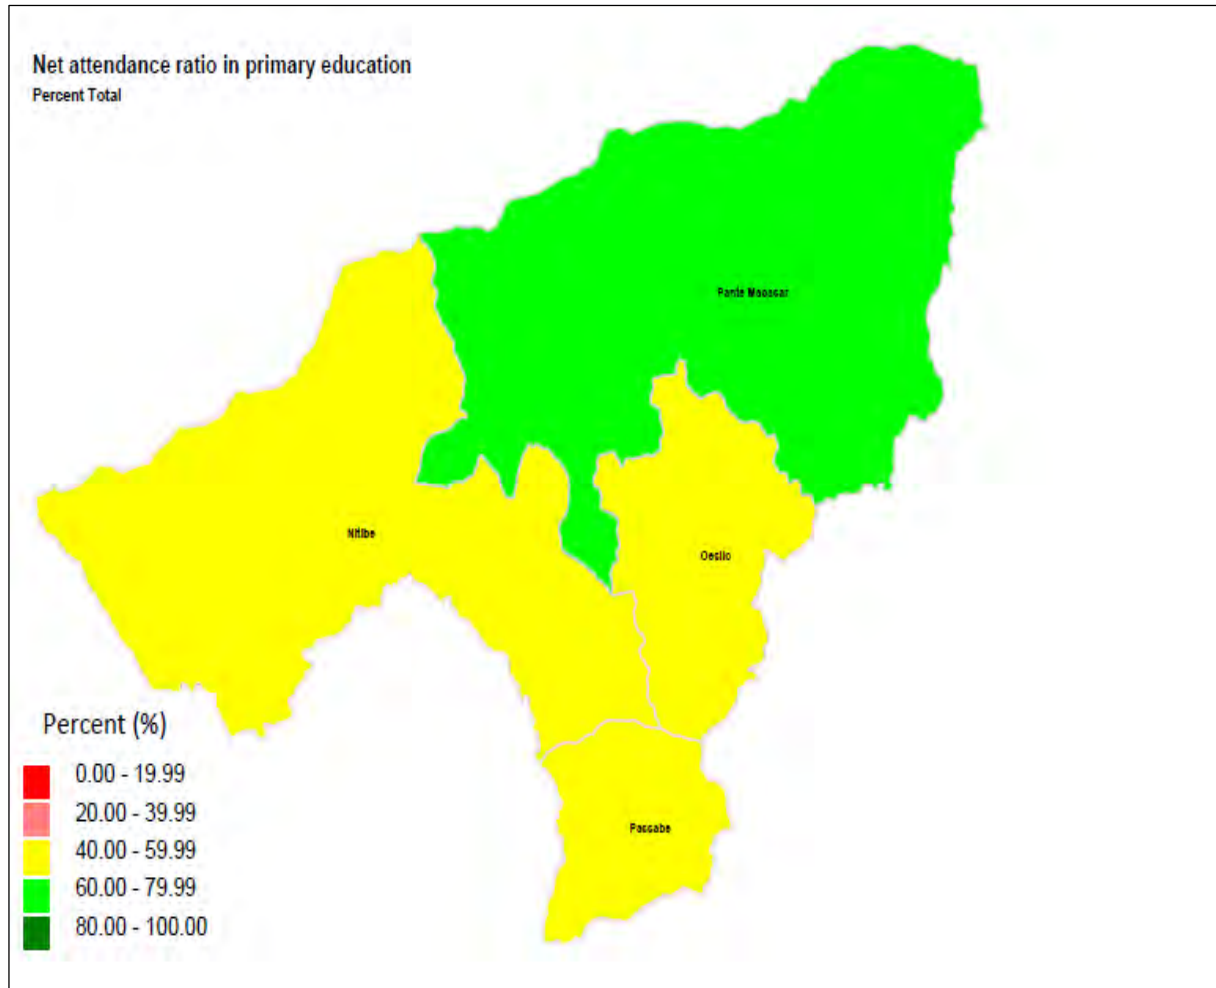 Net attendance ratio in primary education
Percent Total
Pante Macasar
Nitibe
Oesilo
Passabe
Percent (%)
0.00 - 19.99
20.00 - 39.99
40.00 - 59.99
60.00 - 79.99
80.00 - 100.00